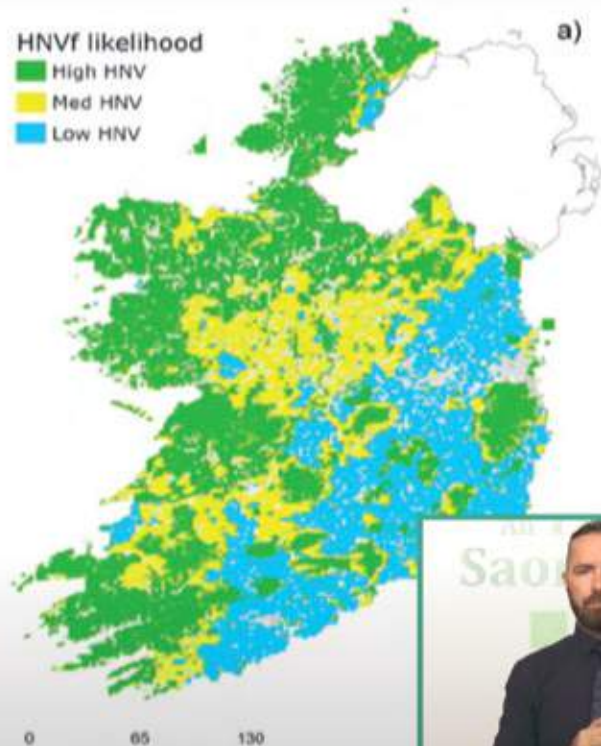 HNVf likelihood
High HNV
Med HNV
Low HNV
a)
Saor
0 65 130